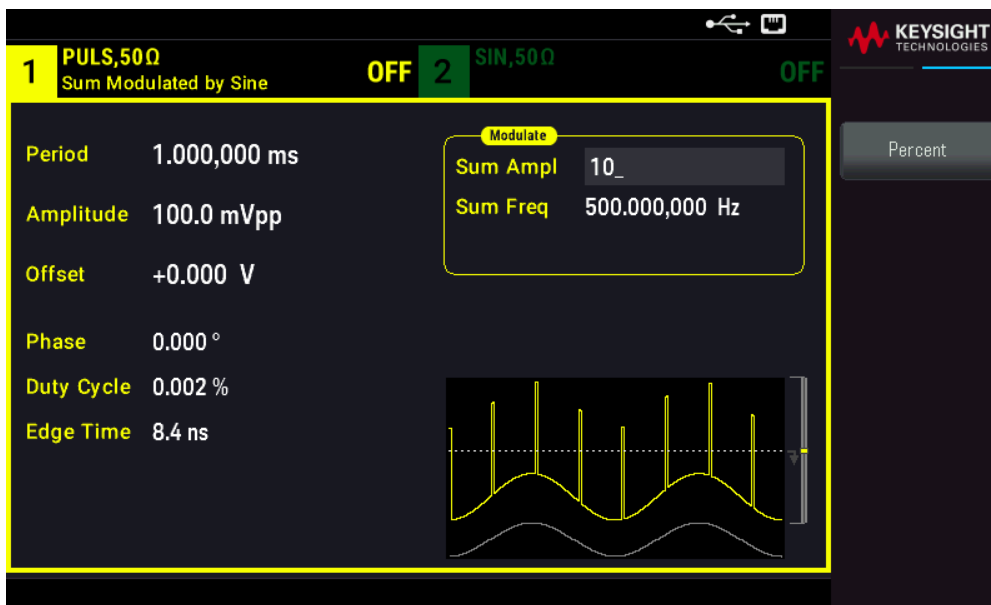 KEYSIGHT
TECHNOLOGIES
1 PULS,50Ω OFF 2 SIN,50Ω OFF
Sum Modulated by Sine
Modulate
Period 1.000,000 ms
Sum Ampl 10_
Percent
Amplitude 100.0 mVpp
Sum Freq 500.000,000 Hz
Offset +0.000 V
Phase 0.000 °
Duty Cycle 0.002 %
Edge Time 8.4 ns